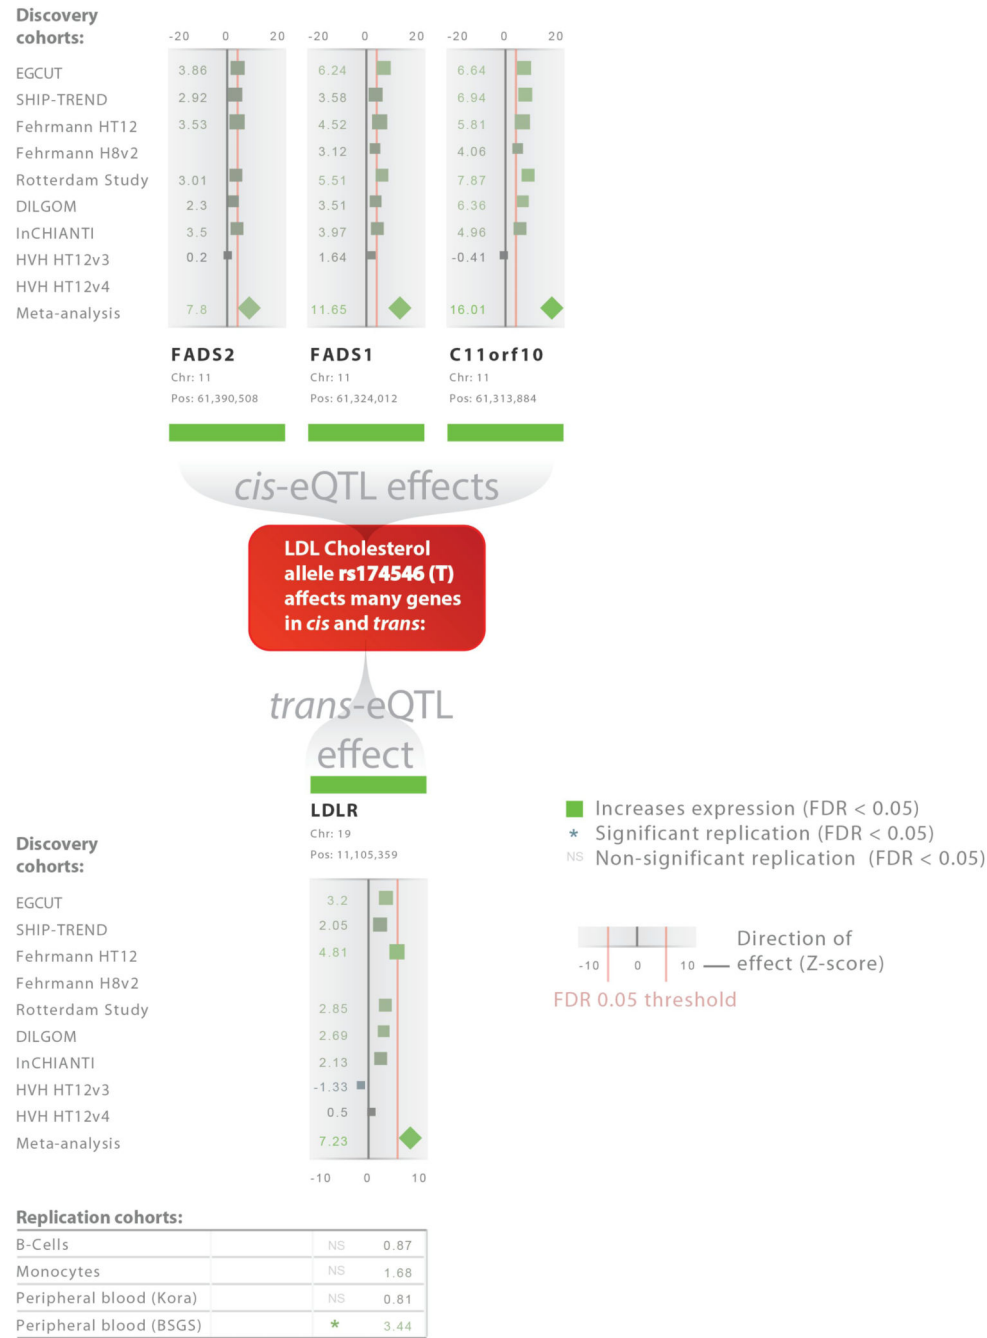 Discovery
cohorts:
-20 0 20 -20 0 20 -20 0 20
EGCUT 3.86 6.24 6.64
SHIP-TREND 2.92 3.58 6.94
Fehrmann HT12 3.53 4.52 5.81
Fehrmann H8v2 3.12 4.06
Rotterdam Study 3.01 5.51 7.87
DILGOM 2.3 3.51 6.36
InCHIANTI 3.5 3.97 4.96
HVH HT12v3 0.2 1.64 -0.41
HVH HT12v4
Meta-analysis 7.8 11.65 16.01
FADS2 FADS1 C11orf10
Chr: 11 Chr: 11 Chr: 11
Pos: 61,390,508 Pos: 61,324,012 Pos: 61,313,884
cis-eQTL effects
LDL Cholesterol
allele rs174546 (T)
affects many genes
in cis and trans:
trans-eQTL
effect
LDLR
Chr: 19
Pos: 11,105,359
Increases expression (FDR < 0.05)
* Significant replication (FDR < 0.05)
NS Non-significant replication (FDR < 0.05)
Discovery
cohorts:
EGCUT 3.2
SHIP-TREND 2.05
Fehrmann HT12 4.81
Fehrmann H8v2
Rotterdam Study 2.85
DILGOM 2.69
InCHIANTI 2.13
HVH HT12v3 -1.33
HVH HT12v4 0.5
Meta-analysis 7.23
-10 0 10
Direction of
effect (Z-score)
-10 0 10
FDR 0.05 threshold
Replication cohorts:
B-Cells NS 0.87
Monocytes NS 1.68
Peripheral blood (Kora) NS 0.81
Peripheral blood (BSGS) * 3.44